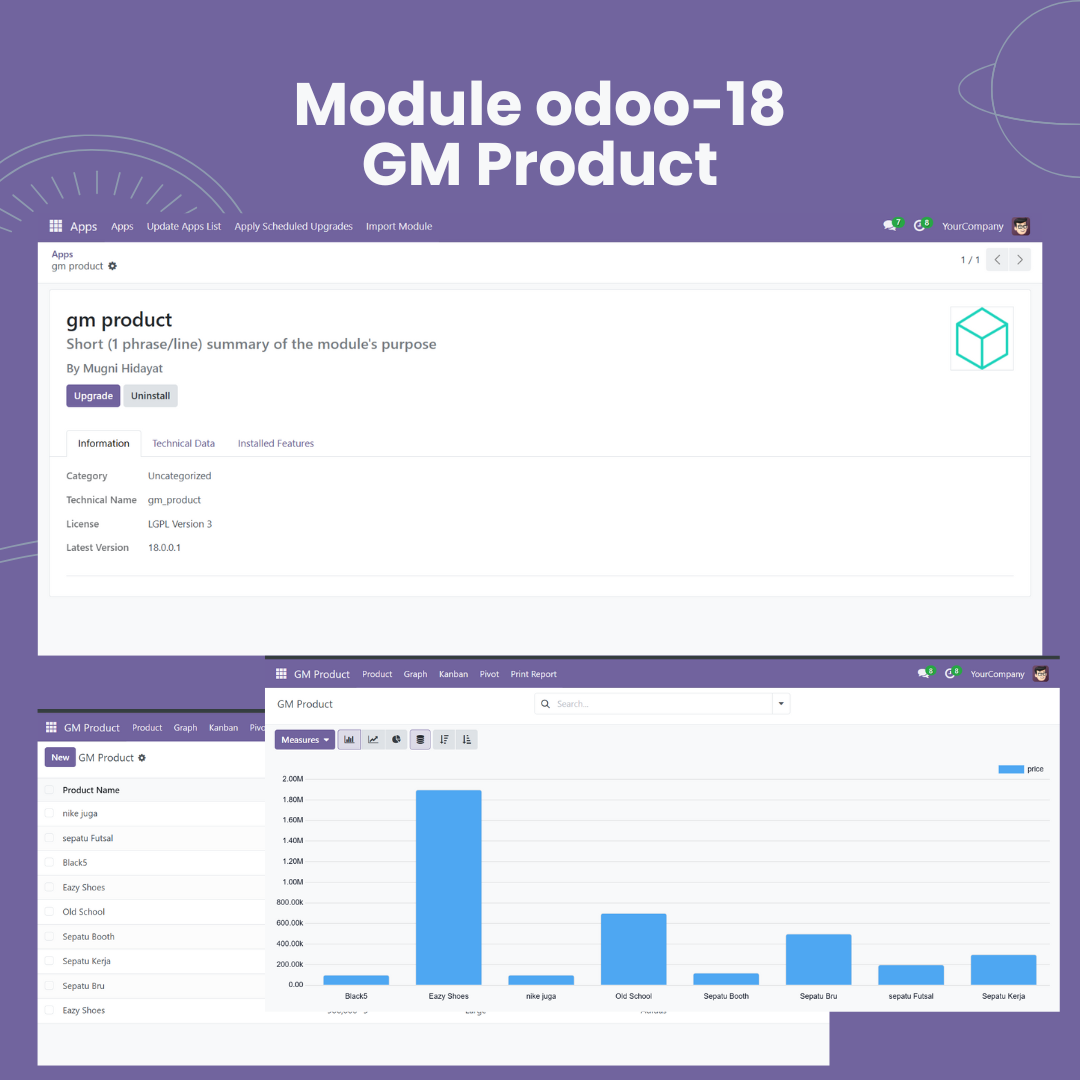 Module odoo-18
GM Product
Apps Apps Update Apps List Apply Scheduled Upgrades Import Module 7 8 YourCompany
Apps
gm product 1 / 1
gm product
Short (1 phrase/line) summary of the module's purpose
By Mugni Hidayat
Upgrade Uninstall
Information Technical Data Installed Features
Category Uncategorized
Technical Name gm_product
License LGPL Version 3
Latest Version 18.0.0.1
GM Product Product Graph Kanban Pivot Print Report 8 8 YourCompany
GM Product Search...
Measures
price
2.00M
1.80M
1.60M
1.40M
1.20M
1.00M
800.00k
600.00k
400.00k
200.00k
0.00
Black5 Eazy Shoes nike juga Old School Sepatu Booth Sepatu Bru sepatu Futsal Sepatu Kerja
GM Product Product Graph Kanban
New GM Product
Product Name
nike juga
sepatu Futsal
Black5
Eazy Shoes
Old School
Sepatu Booth
Sepatu Kerja
Sepatu Bru
Eazy Shoes